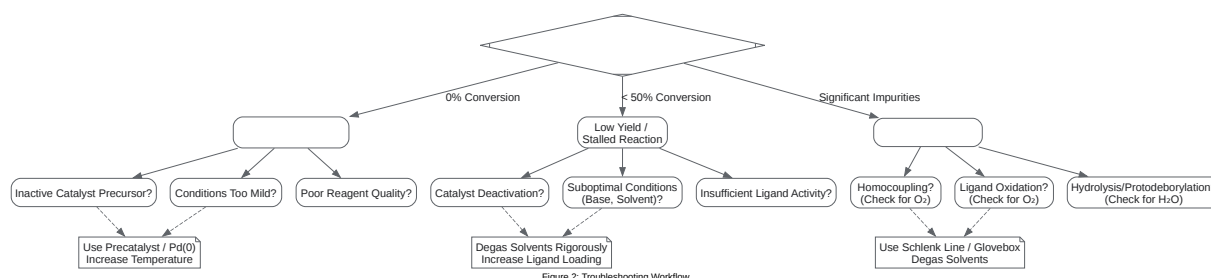 0% Conversion
< 50% Conversion
Significant Impurities
Low Yield /
Stalled Reaction
Inactive Catalyst Precursor?
Conditions Too Mild?
Poor Reagent Quality?
Catalyst Deactivation?
Suboptimal Conditions
(Base, Solvent)?
Insufficient Ligand Activity?
Homocoupling?
(Check for O₂)
Ligand Oxidation?
(Check for O₂)
Hydrolysis/Protodeborylation
(Check for H₂O)
Use Precatalyst / Pd(0)
Increase Temperature
Degas Solvents Rigorously
Increase Ligand Loading
Use Schlenk Line / Glovebox
Degas Solvents
Figure 2: Troubleshooting Workflow